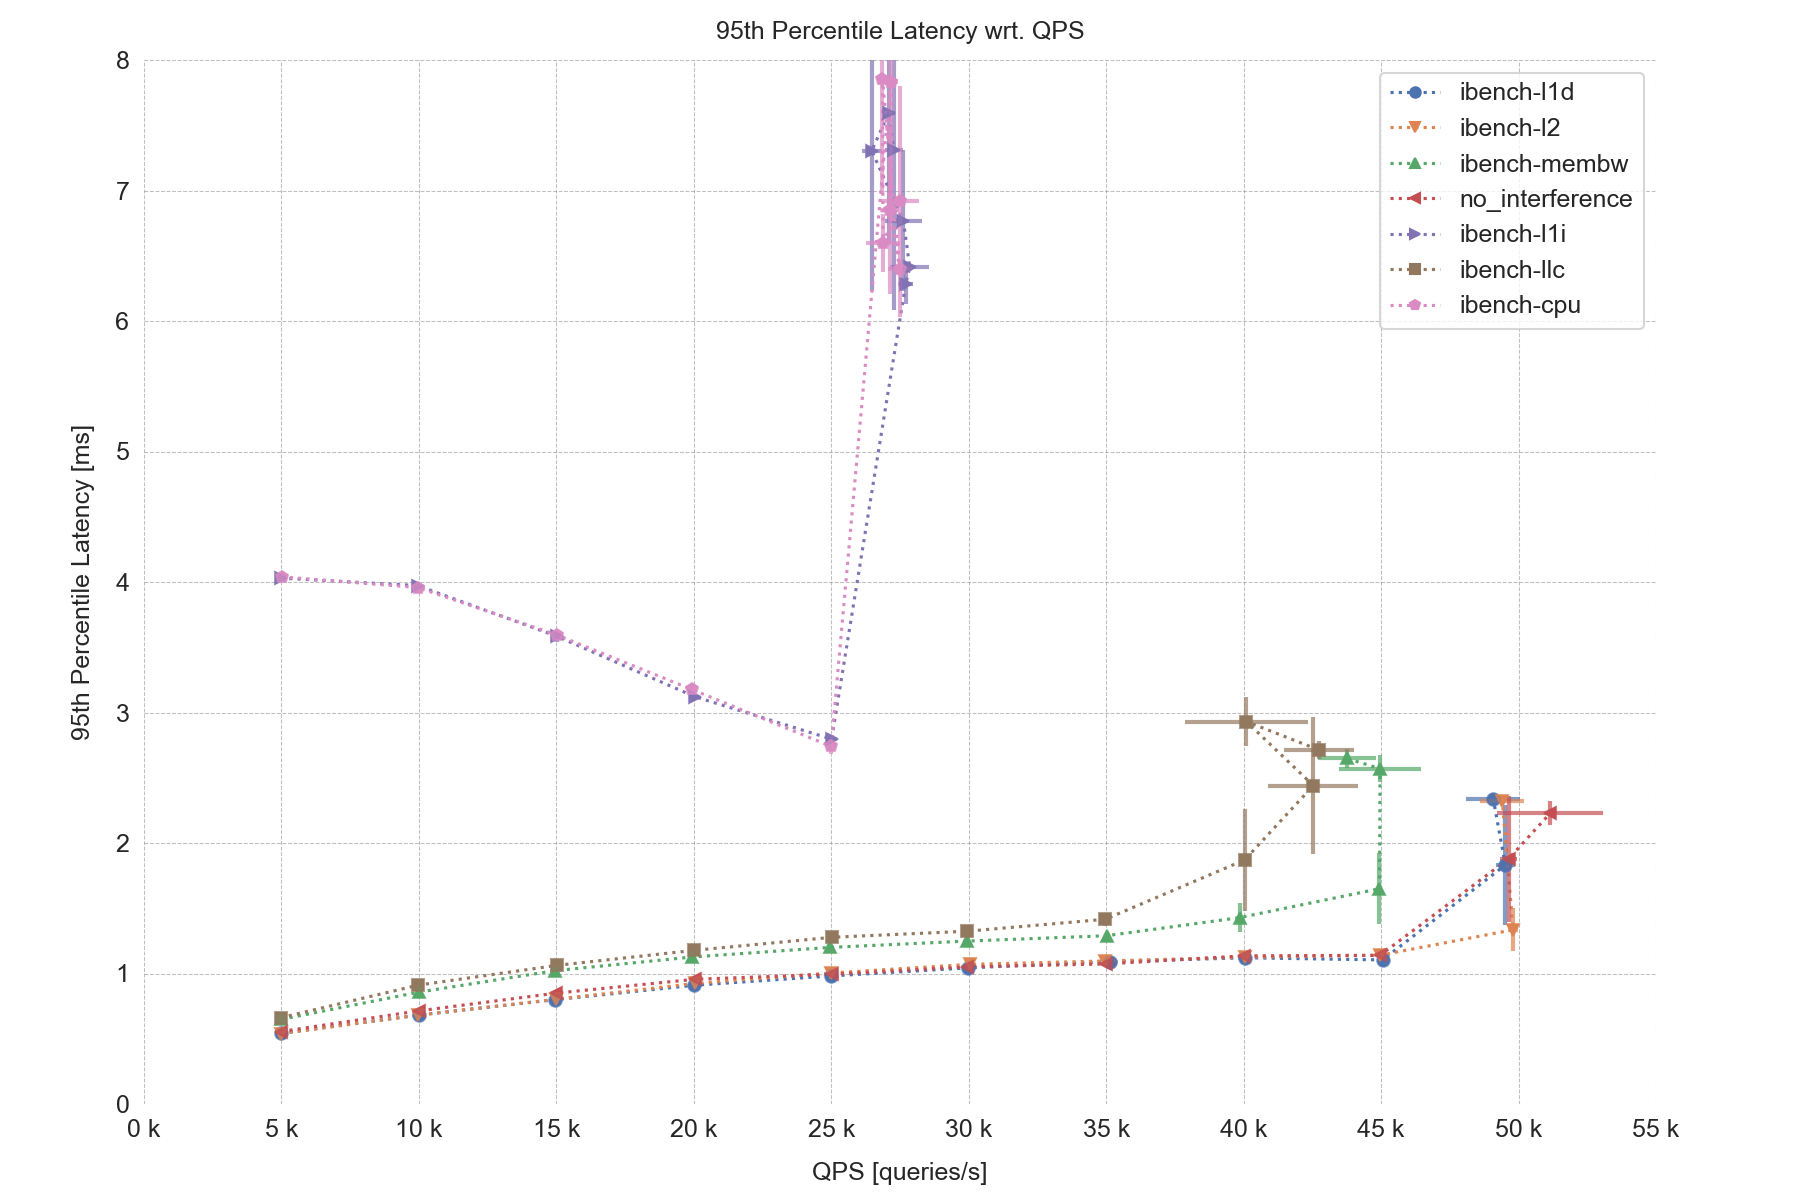 95th Percentile Latency wrt. QPS
8
7
6
5
4
3
2
1
0
95th Percentile Latency [ms]
ibench-l1d
ibench-l2
ibench-membw
no_interference
ibench-l1i
ibench-llc
ibench-cpu
0 k 5 k 10 k 15 k 20 k 25 k 30 k 35 k 40 k 45 k 50 k 55 k
QPS [queries/s]